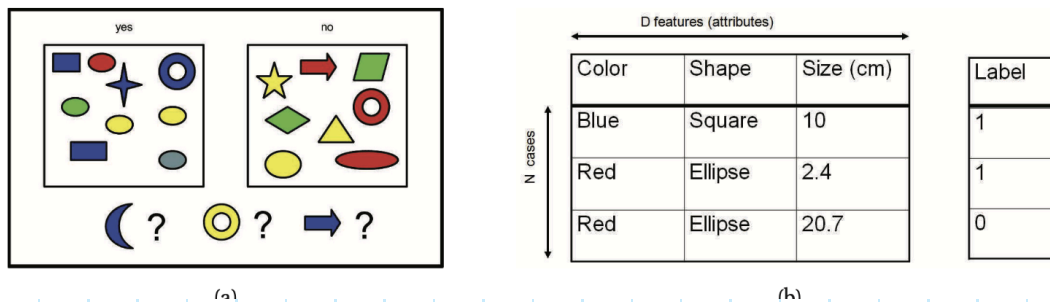 yes no
? ? ?
(a)
D features (attributes)
N cases
Color Shape Size (cm) Label
Blue Square 10 1
Red Ellipse 2.4 1
Red Ellipse 20.7 0
(b)